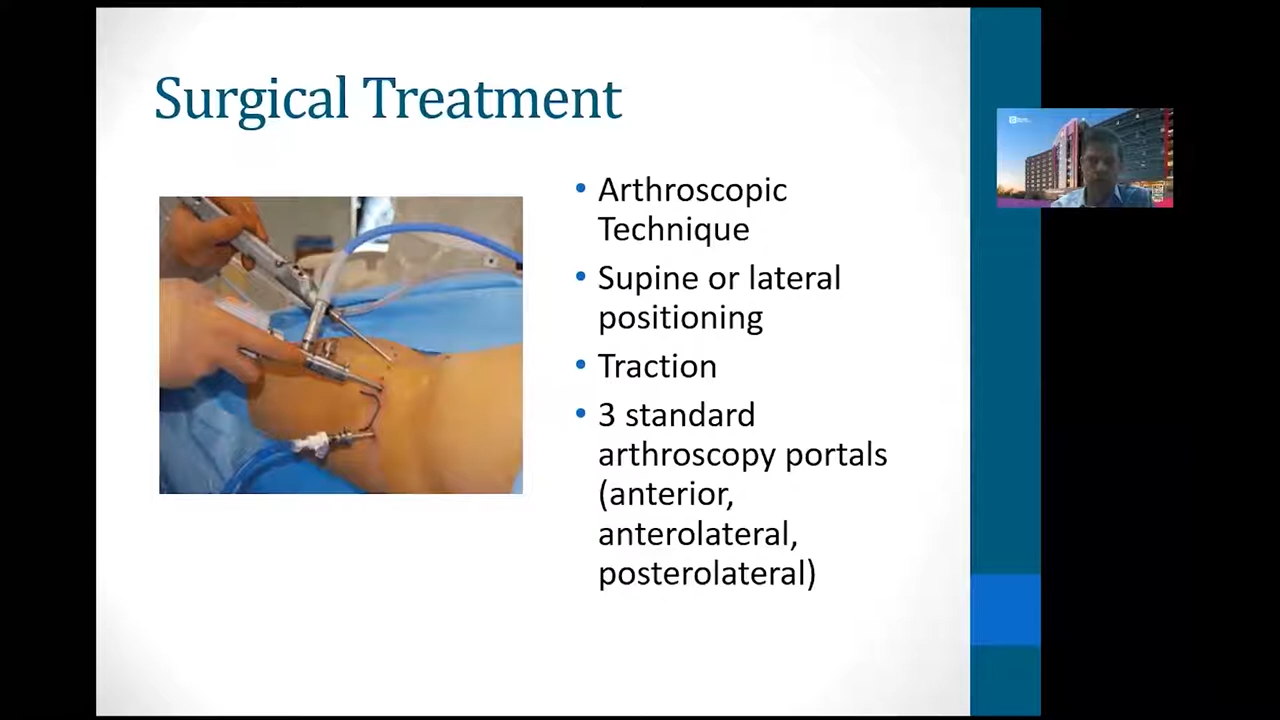 Surgical Treatment
• Arthroscopic
Technique
• Supine or lateral
positioning
• Traction
• 3 standard
arthroscopy portals
(anterior,
anterolateral,
posterolateral)